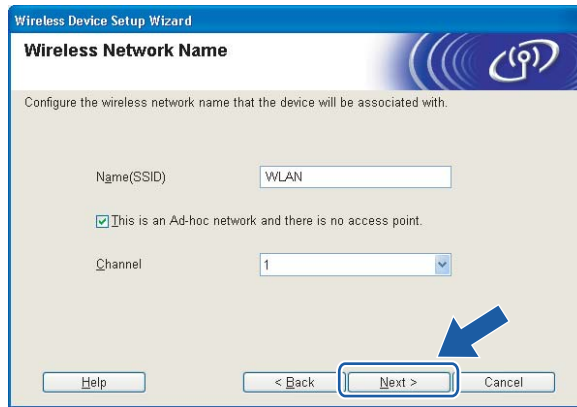 Wireless Device Setup Wizard
Wireless Network Name
Configure the wireless network name that the device will be associated with.
Name(SSID) WLAN
This is an Ad-hoc network and there is no access point.
Channel 1
Help < Back Next > Cancel